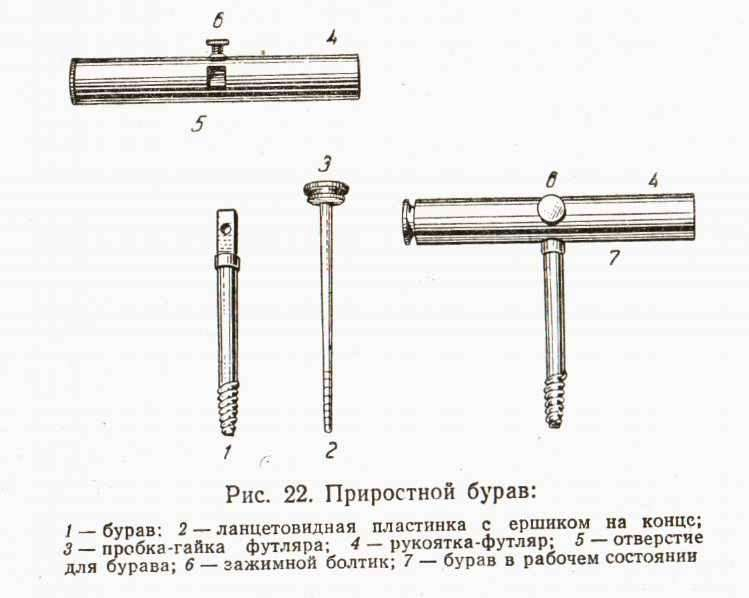 6
4
5
3
6
4
7
1
2
Рис. 22. Приростной бурав:
1 — бурав: 2 — ланцетовидная пластинка с ершиком на конце;
3 — пробка-гайка футляра; 4 — рукоятка-футляр; 5 — отверстие
для бурава; 6 — зажимной болтик; 7 — бурав в рабочем состоянии